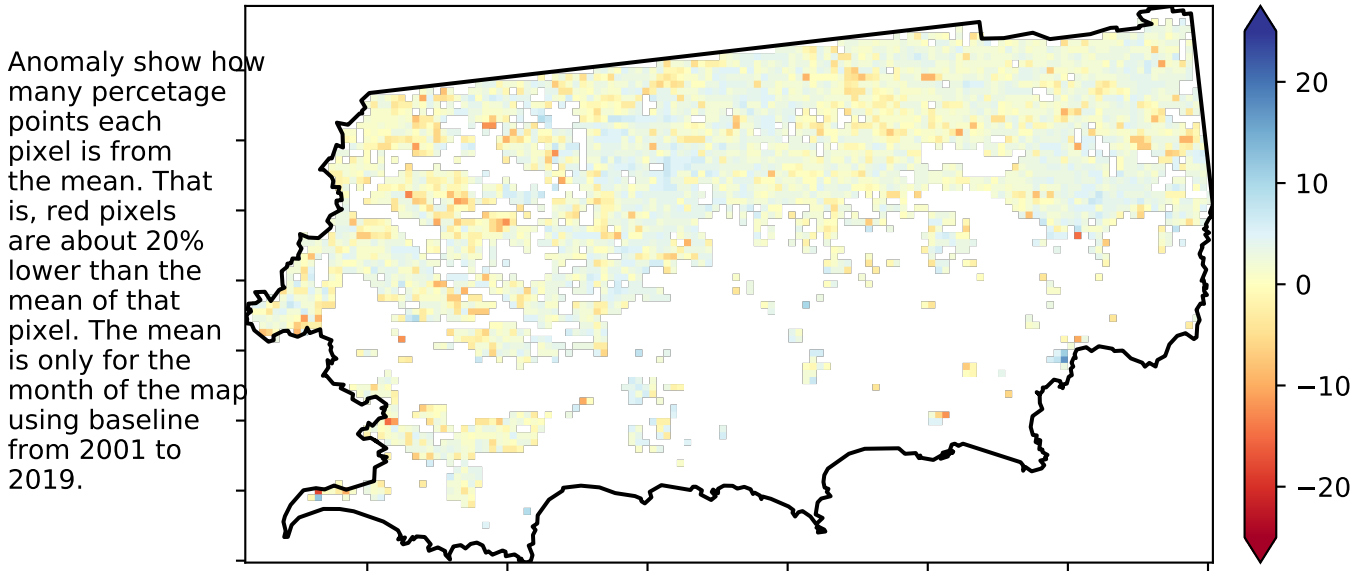 Anomaly show how
many percetage
points each
pixel is from
the mean. That
is, red pixels
are about 20%
lower than the
mean of that
pixel. The mean
is only for the
month of the map
using baseline
from 2001 to
2019.
20
10
0
−10
−20